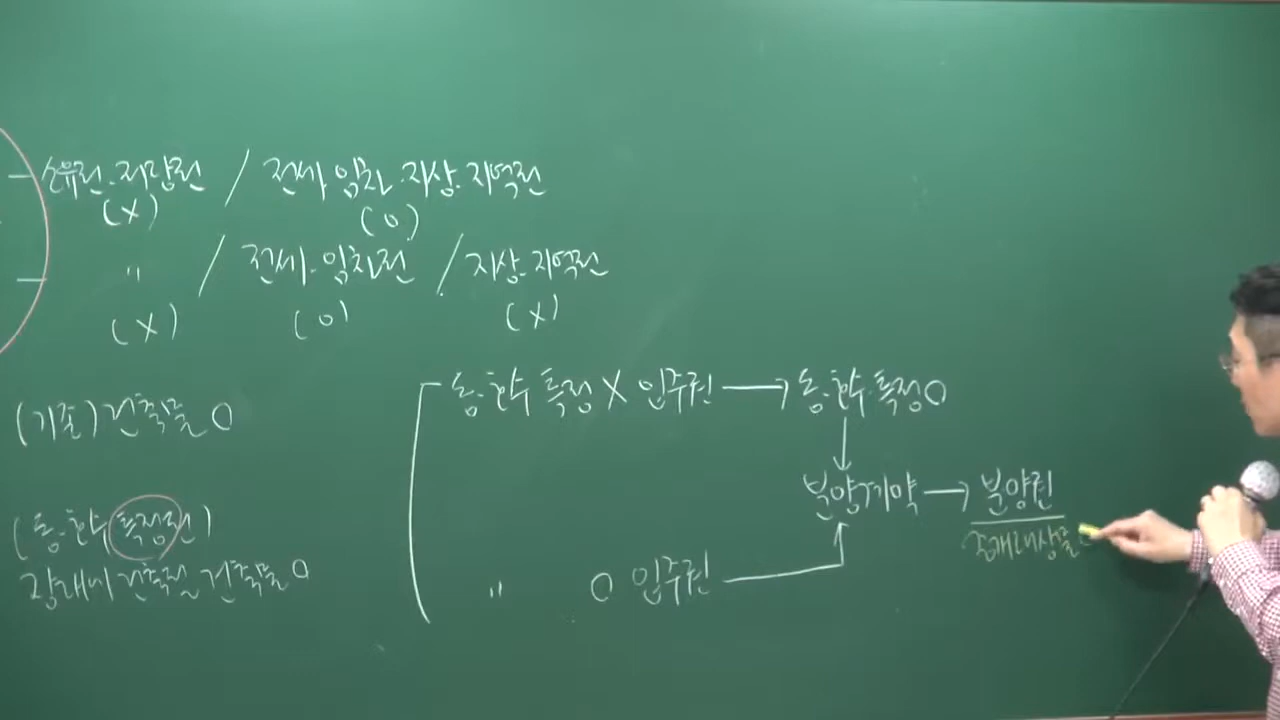 소유권.저당권 / 전세.임차.지상.지역권
(X) (O)
〃 / 전세.임차권 / 지상.지역권
(X) (O) (X)
(기존)건축물 O
(동.호수 특정된)
장래에 건축될 건축물 O
동.호수 특정 X 입주권 → 동.호수.특정 O
↓
분양계약 → 분양권
중개대상물
〃 O 입주권